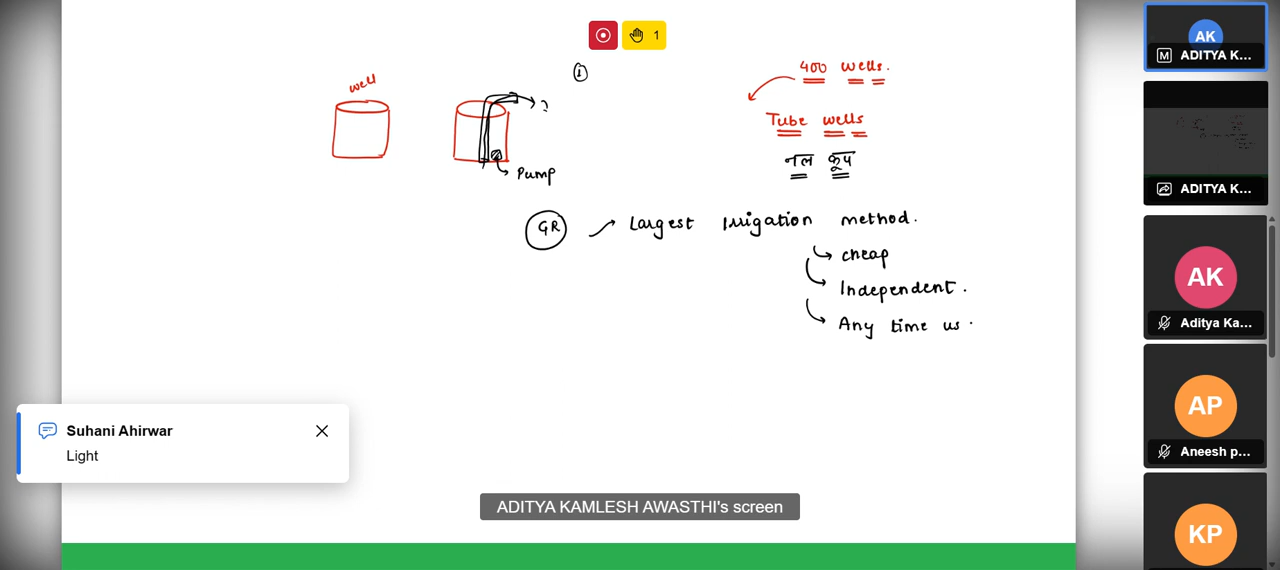 1
AK
M ADITYA K...
①
well
400 wells.
Tube wells
नल कूप
Pump
ADITYA K...
GR Largest Irrigation method.
cheap
Independent.
Any time us.
AK
Aditya Ka...
AP
Aneesh p...
Suhani Ahirwar
Light
ADITYA KAMLESH AWASTHI's screen
KP